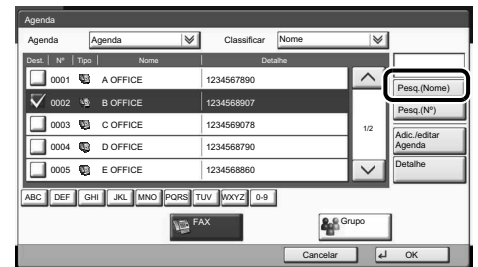 Agenda
Agenda Agenda Classificar Nome
Dest. Nº Tipo Nome Detalhe
0001 A OFFICE 1234567890
0002 B OFFICE 1234568907
0003 C OFFICE 1234569078
0004 D OFFICE 1234568790
0005 E OFFICE 1234568860
1/2
Pesq.(Nome)
Pesq.(Nº)
Adic./editar
Agenda
Detalhe
ABC DEF GHI JKL MNO PQRS TUV WXYZ 0-9
FAX Grupo
Cancelar OK